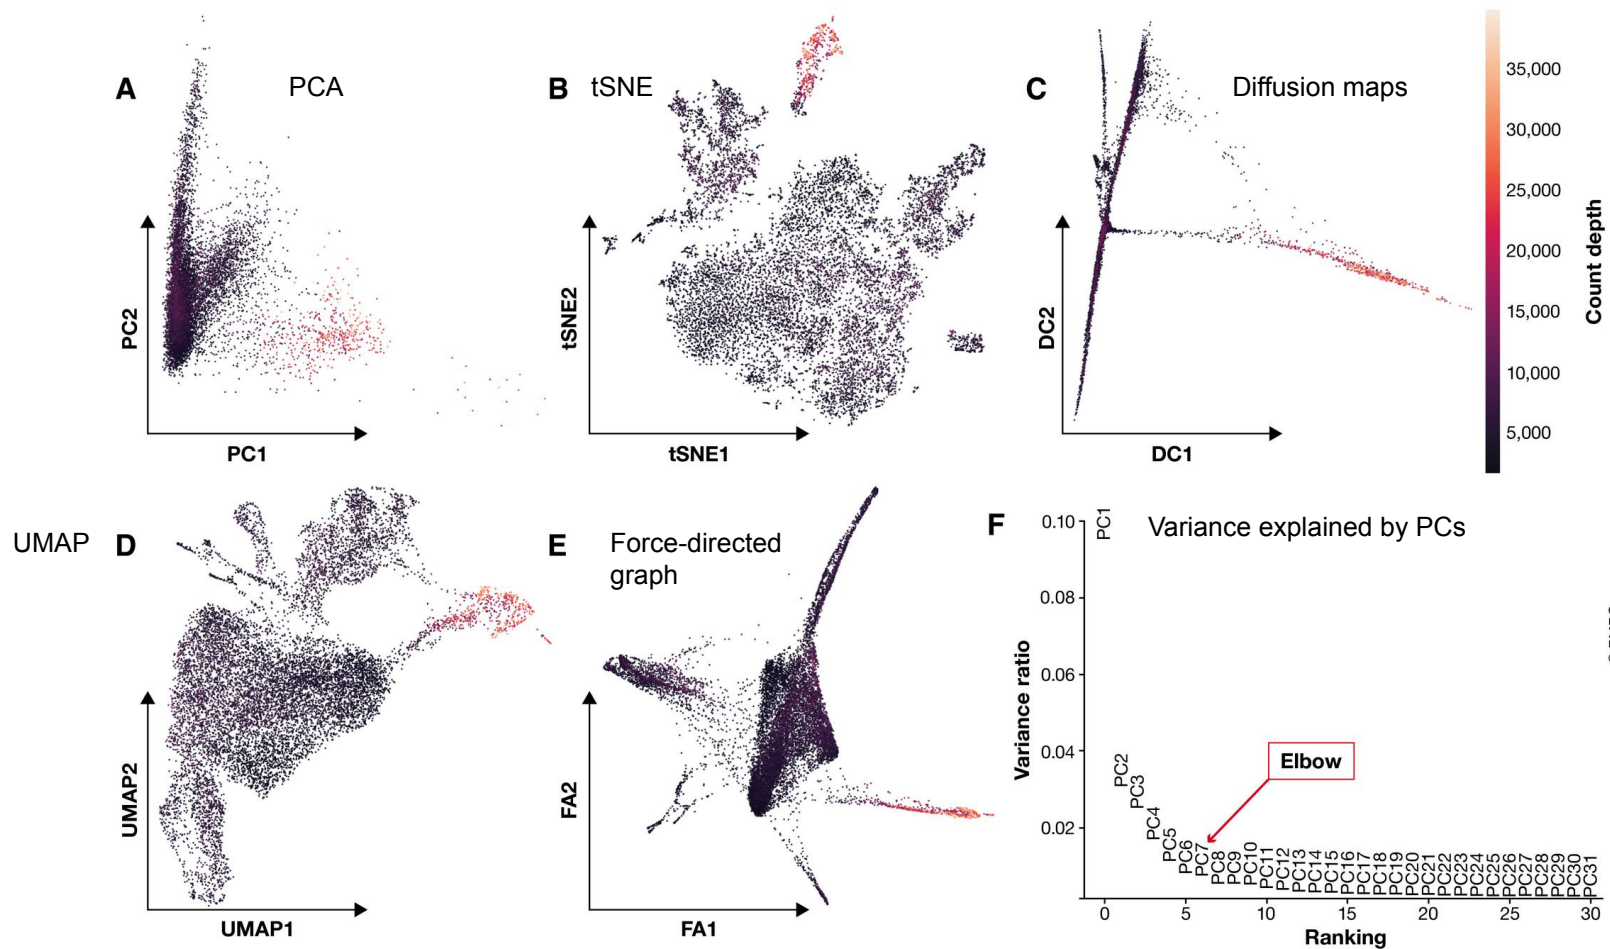 A PCA
PC2
PC1
B tSNE
tSNE2
tSNE1
C Diffusion maps
DC2
DC1
35,000
30,000
25,000
20,000
15,000
10,000
5,000
Count depth
UMAP D
UMAP2
UMAP1
E Force-directed
graph
FA2
FA1
F Variance explained by PCs
Variance ratio
0.10
0.08
0.06
0.04
0.02
PC1
PC2
PC3
PC4
PC5
PC6
PC7
PC8
PC9
PC10
PC11
PC12
PC13
PC14
PC15
PC16
PC17
PC18
PC19
PC20
PC21
PC22
PC23
PC24
PC25
PC26
PC27
PC28
PC29
PC30
PC31
Elbow
0 5 10 15 20 25 30
Ranking